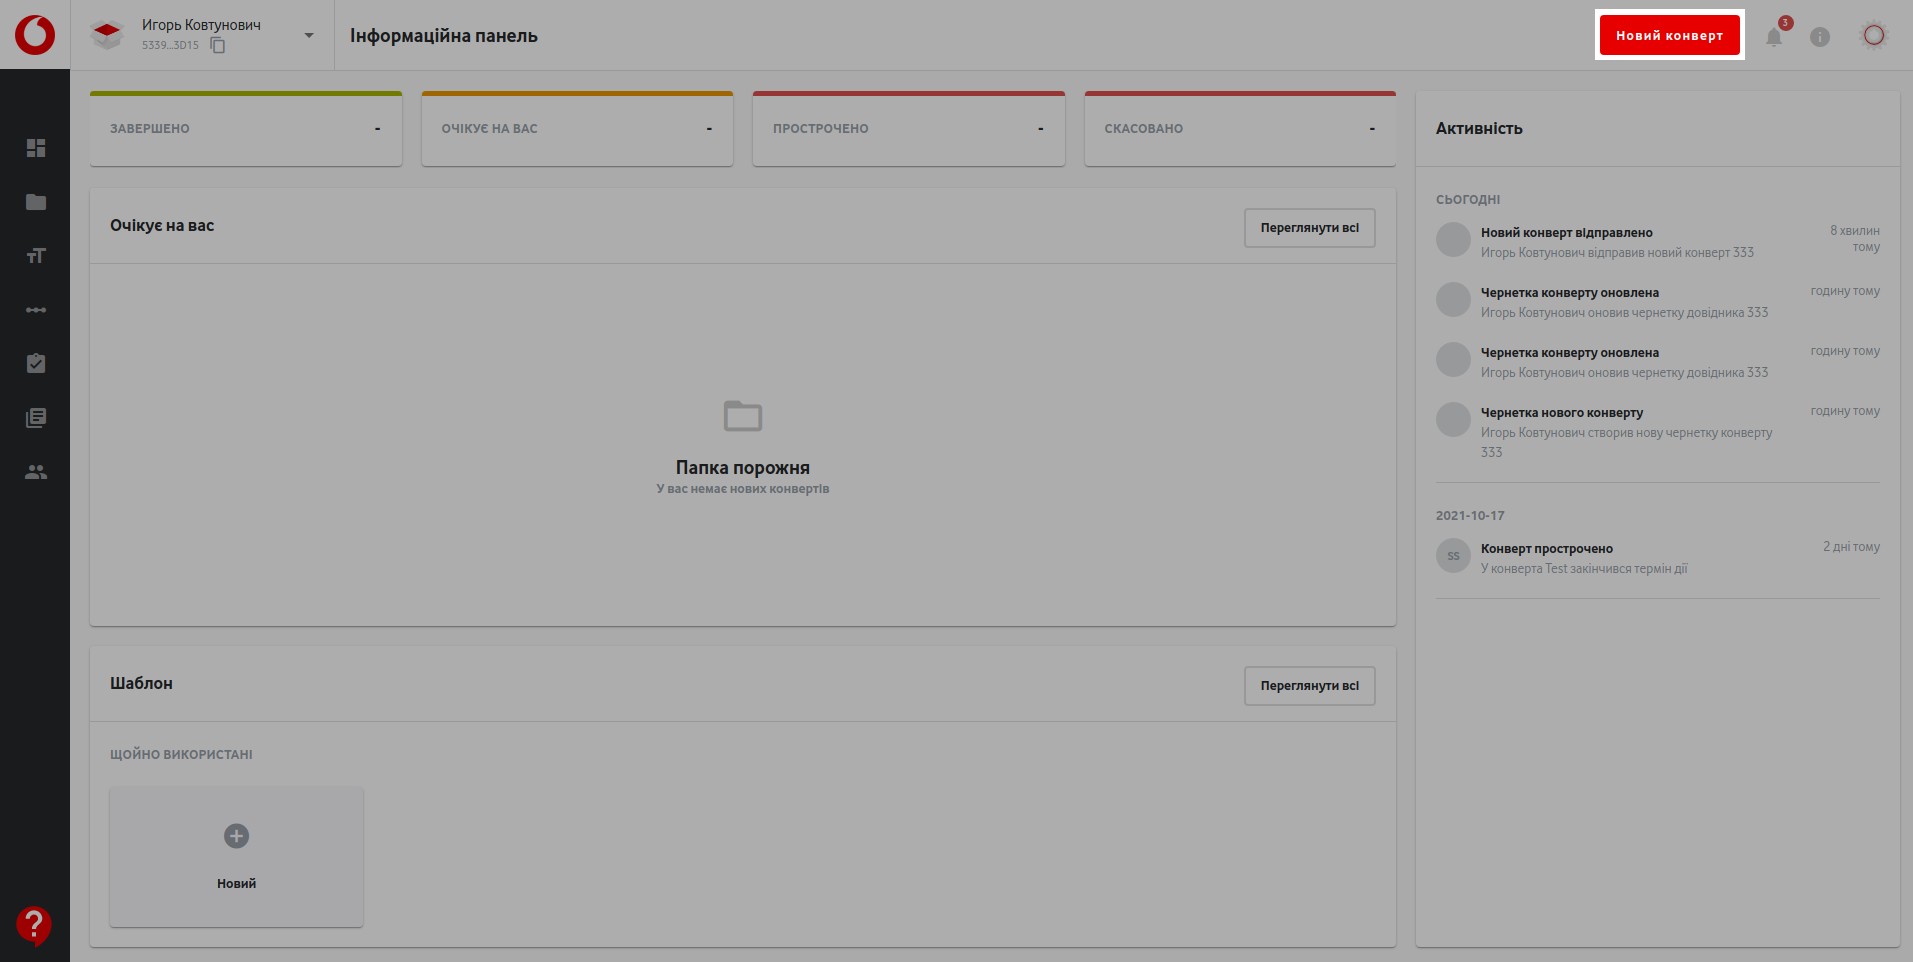 Игорь Ковтунович
5339...3D15
Інформаційна панель
Новий конверт
3
ЗАВЕРШЕНО -
ОЧІКУЄ НА ВАС -
ПРОСТРОЧЕНО -
СКАСОВАНО -
Очікує на вас
Переглянути всі
Папка порожня
У вас немає нових конвертів
Шаблон
Переглянути всі
ЩОЙНО ВИКОРИСТАНІ
Новий
Активність
СЬОГОДНІ
Новий конверт відправлено
Игорь Ковтунович відправив новий конверт 333
8 хвилин
тому
Чернетка конверту оновлена
Игорь Ковтунович оновив чернетку довідника 333
годину тому
Чернетка конверту оновлена
Игорь Ковтунович оновив чернетку довідника 333
годину тому
Чернетка нового конверту
Игорь Ковтунович створив нову чернетку конверту
333
годину тому
2021-10-17
SS
Конверт прострочено
У конверта Test закінчився термін дії
2 дні тому
?